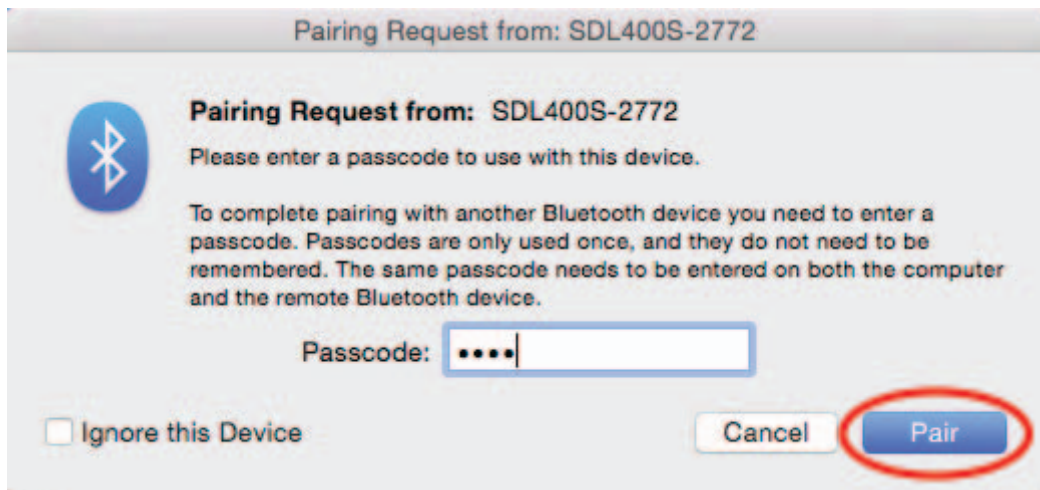 Pairing Request from: SDL400S-2772
Pairing Request from: SDL400S-2772
Please enter a passcode to use with this device.
To complete pairing with another Bluetooth device you need to enter a
passcode. Passcodes are only used once, and they do not need to be
remembered. The same passcode needs to be entered on both the computer
and the remote Bluetooth device.
Passcode: ••••
Ignore this Device
Cancel
Pair